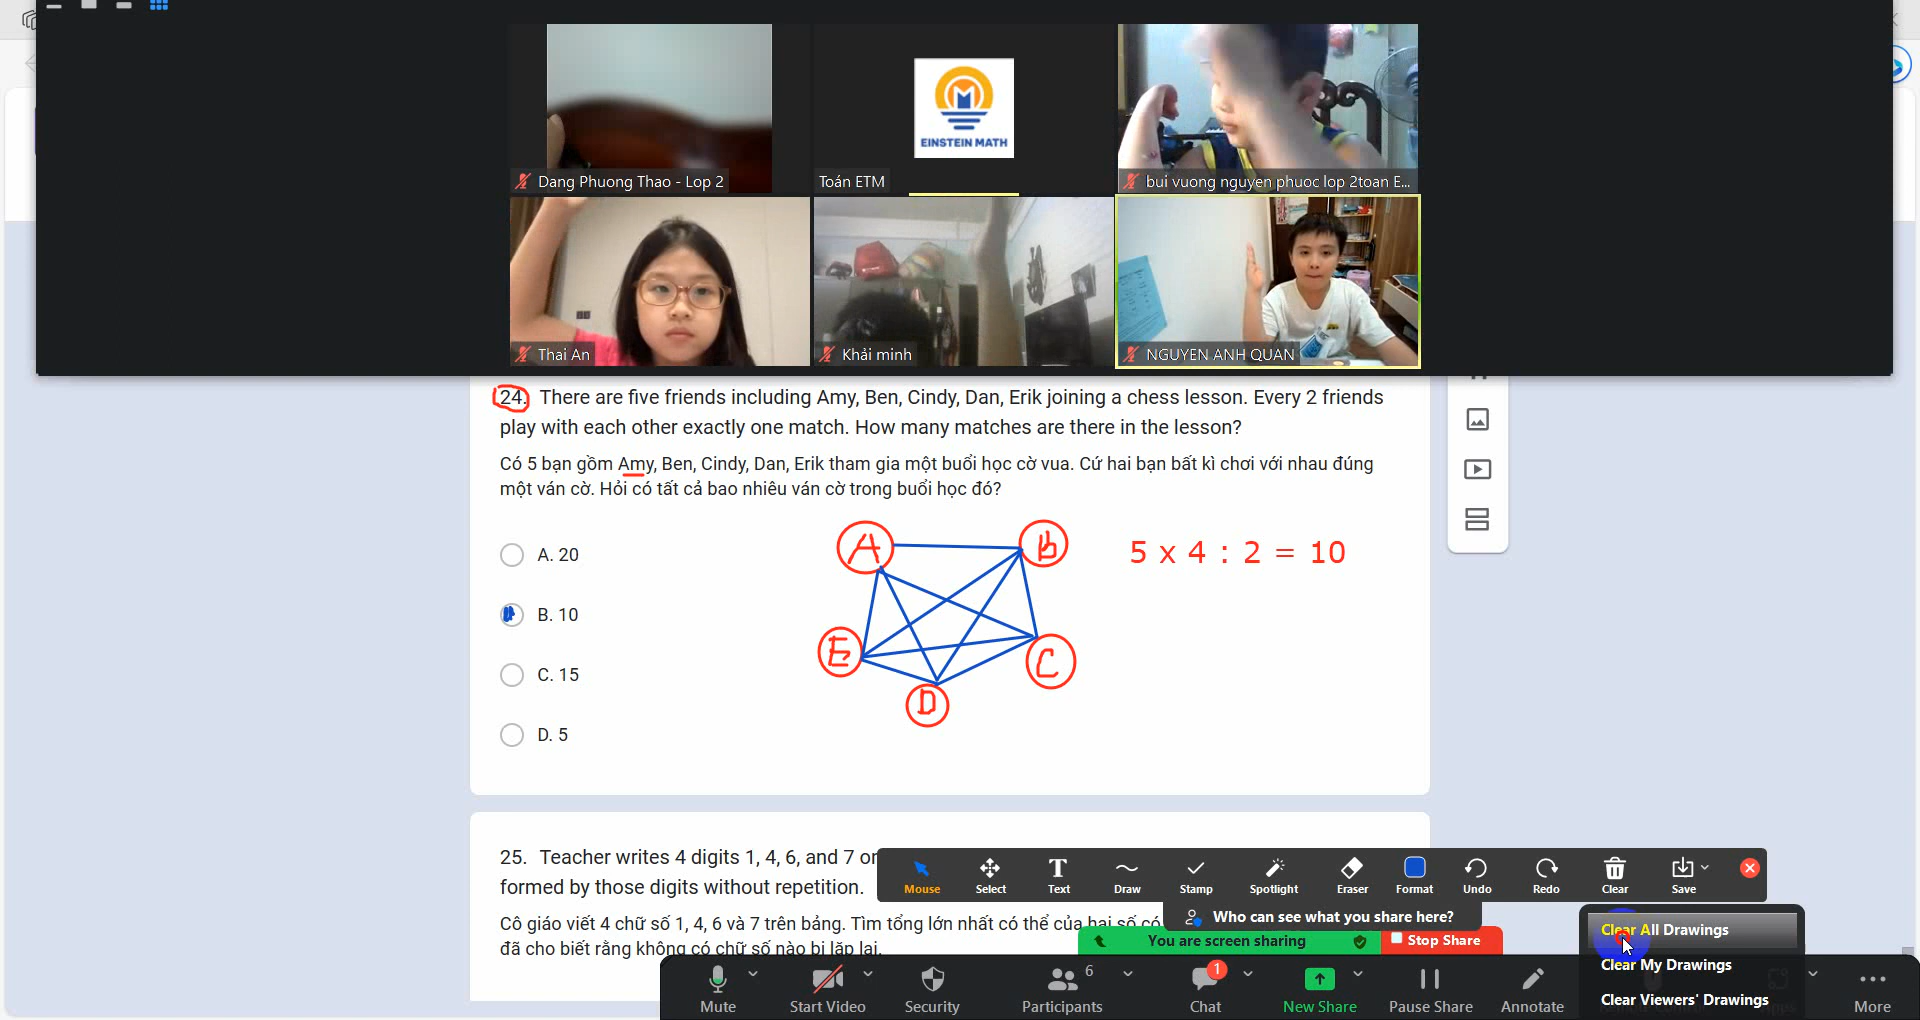 EINSTEIN MATH
Dang Phuong Thao - Lop 2
Toán ETM
bui vuong nguyen phuoc lop 2toan E...
Thai An
Khải minh
NGUYEN ANH QUAN
24. There are five friends including Amy, Ben, Cindy, Dan, Erik joining a chess lesson. Every 2 friends
play with each other exactly one match. How many matches are there in the lesson?
Có 5 bạn gồm Amy, Ben, Cindy, Dan, Erik tham gia một buổi học cờ vua. Cứ hai bạn bất kì chơi với nhau đúng
một ván cờ. Hỏi có tất cả bao nhiêu ván cờ trong buổi học đó?
A. 20
B. 10
C. 15
D. 5
A
b
E
C
D
5 x 4 : 2 = 10
25. Teacher writes 4 digits 1, 4, 6, and 7 or
formed by those digits without repetition.
Cô giáo viết 4 chữ số 1, 4, 6 và 7 trên bảng. Tìm tổng lớn nhất có thể của hai số có
đã cho biết rằng không có chữ số nào bị lặp lại.
Mouse
Select
Text
Draw
Stamp
Spotlight
Eraser
Format
Undo
Redo
Clear
Save
Who can see what you share here?
You are screen sharing
Stop Share
Clear All Drawings
Clear My Drawings
Clear Viewers' Drawings
Mute
Start Video
Security
Participants
6
Chat
1
New Share
Pause Share
Annotate
More